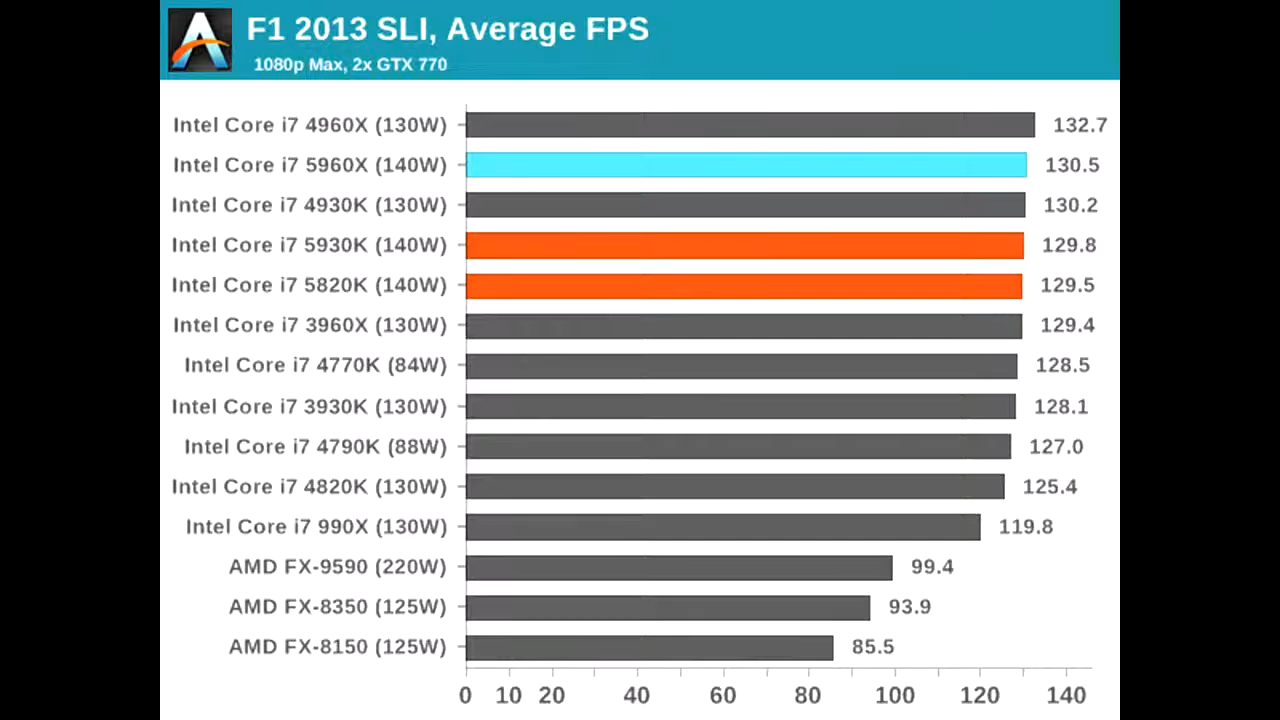 F1 2013 SLI, Average FPS
1080p Max, 2x GTX 770
Intel Core i7 4960X (130W) 132.7
Intel Core i7 5960X (140W) 130.5
Intel Core i7 4930K (130W) 130.2
Intel Core i7 5930K (140W) 129.8
Intel Core i7 5820K (140W) 129.5
Intel Core i7 3960X (130W) 129.4
Intel Core i7 4770K (84W) 128.5
Intel Core i7 3930K (130W) 128.1
Intel Core i7 4790K (88W) 127.0
Intel Core i7 4820K (130W) 125.4
Intel Core i7 990X (130W) 119.8
AMD FX-9590 (220W) 99.4
AMD FX-8350 (125W) 93.9
AMD FX-8150 (125W) 85.5
0 10 20 40 60 80 100 120 140